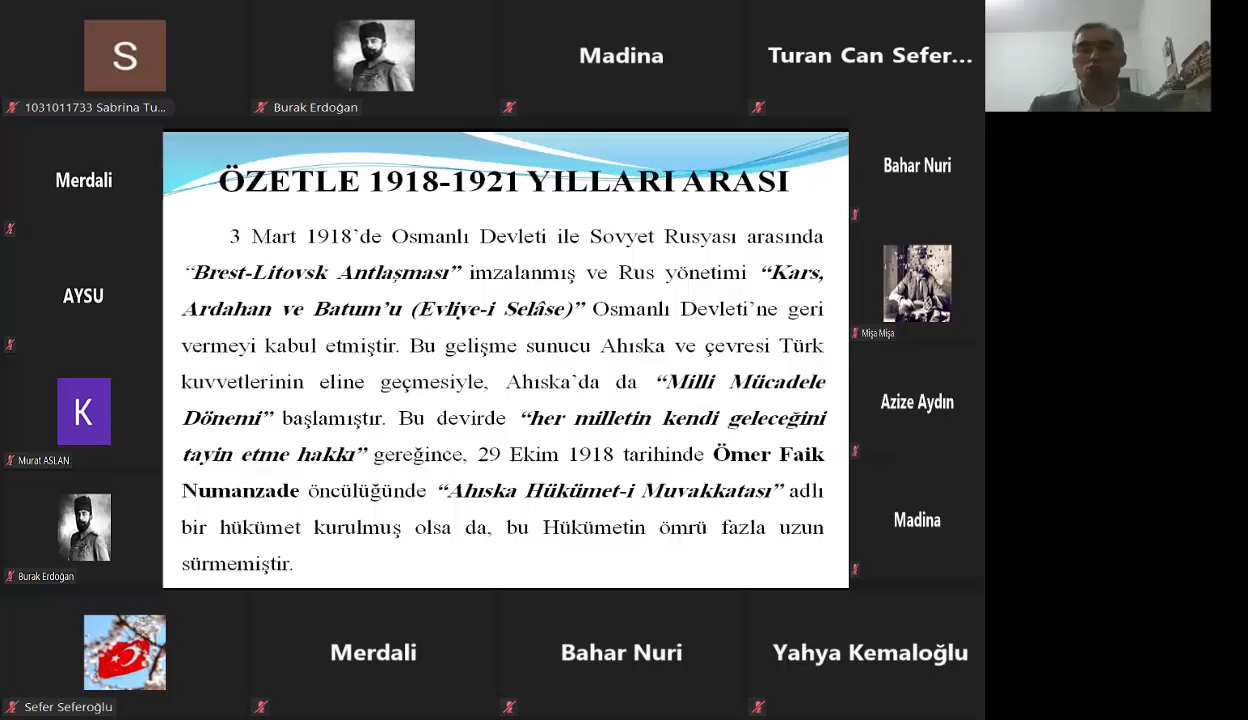 S
1031011733 Sabrina Tu...
Burak Erdoğan
Madina
Turan Can Sefer...
Merdali
AYSU
K
Murat ASLAN
Burak Erdoğan
ÖZETLE 1918-1921 YILLARI ARASI
3 Mart 1918’de Osmanlı Devleti ile Sovyet Rusyası arasında
“Brest-Litovsk Antlaşması” imzalanmış ve Rus yönetimi “Kars,
Ardahan ve Batum’u (Evliye-i Selâse)” Osmanlı Devleti’ne geri
vermeyi kabul etmiştir. Bu gelişme sunucu Ahıska ve çevresi Türk
kuvvetlerinin eline geçmesiyle, Ahıska’da da “Milli Mücadele
Dönemi” başlamıştır. Bu devirde “her milletin kendi geleceğini
tayin etme hakkı” gereğince, 29 Ekim 1918 tarihinde Ömer Faik
Numanzade öncülüğünde “Ahıska Hükümet-i Muvakkatası” adlı
bir hükümet kurulmuş olsa da, bu Hükümetin ömrü fazla uzun
sürmemiştir.
Bahar Nuri
Mişa Mişa
Azize Aydın
Madina
Sefer Seferoğlu
Merdali
Bahar Nuri
Yahya Kemaloğlu